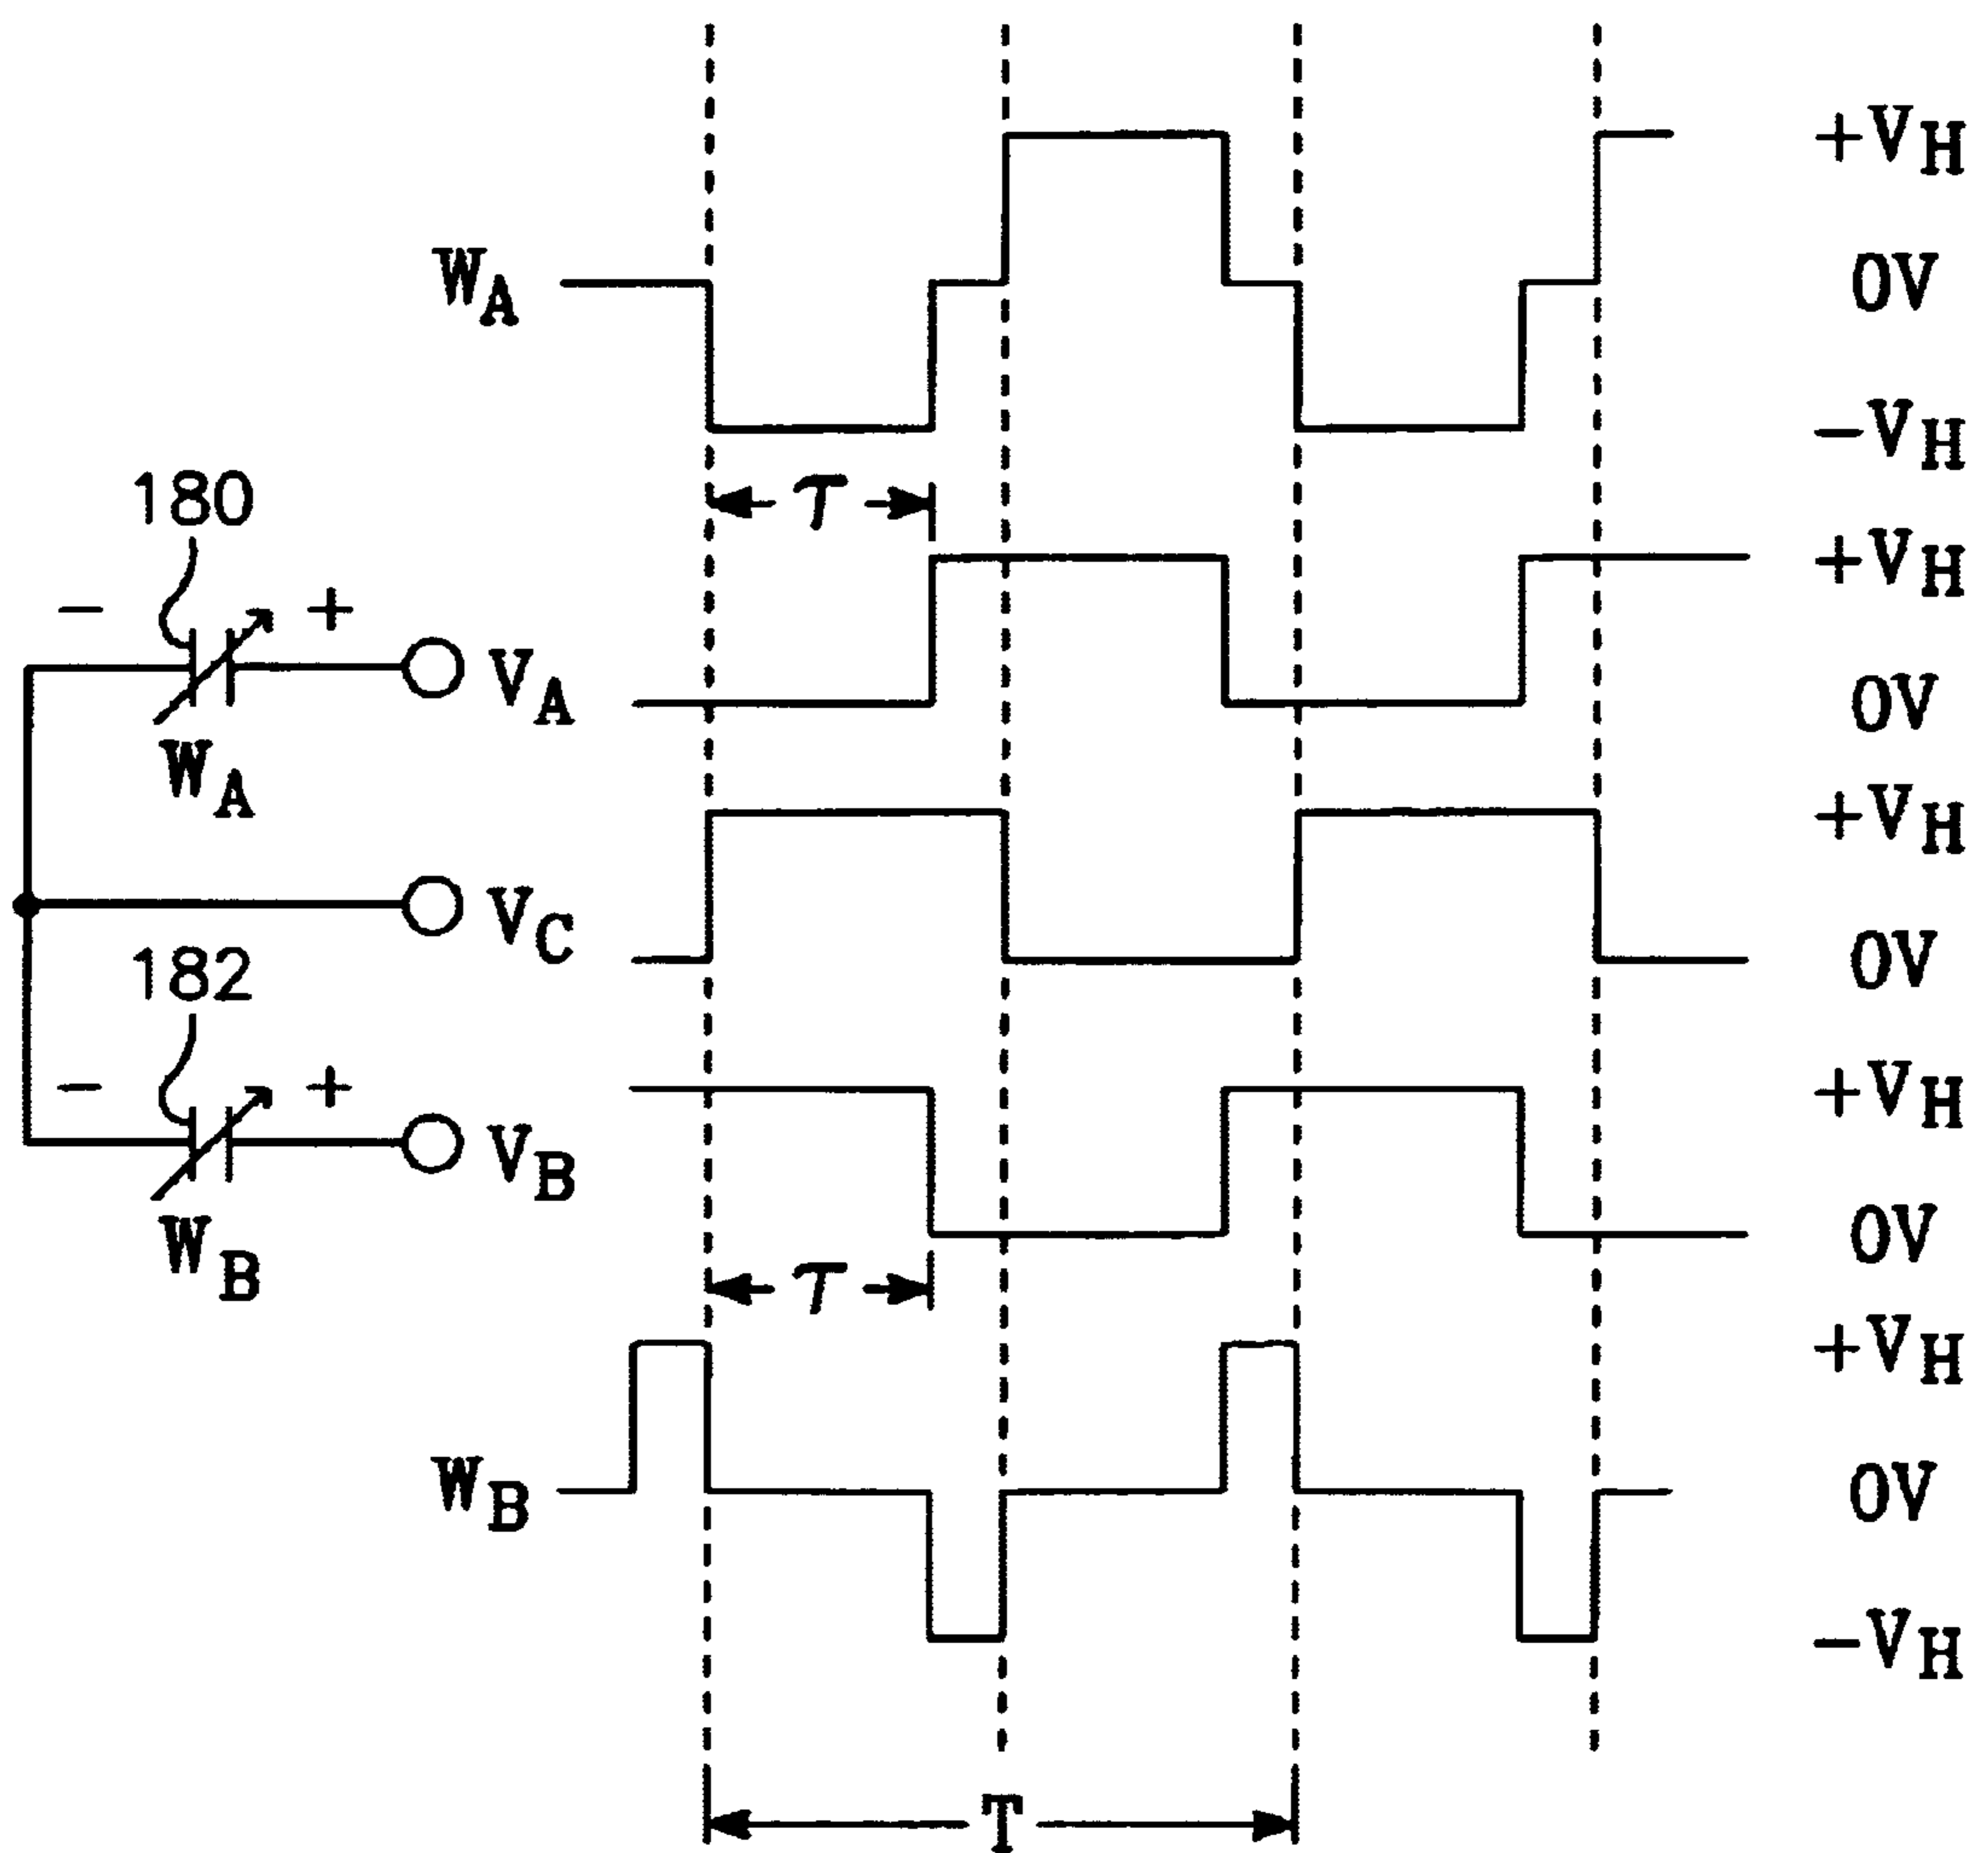 +VH
WA
0V
−VH
τ
180
+VH
− +
VA
0V
WA
+VH
VC
182
0V
− +
+VH
VB
WB
0V
τ
+VH
WB
0V
−VH
T